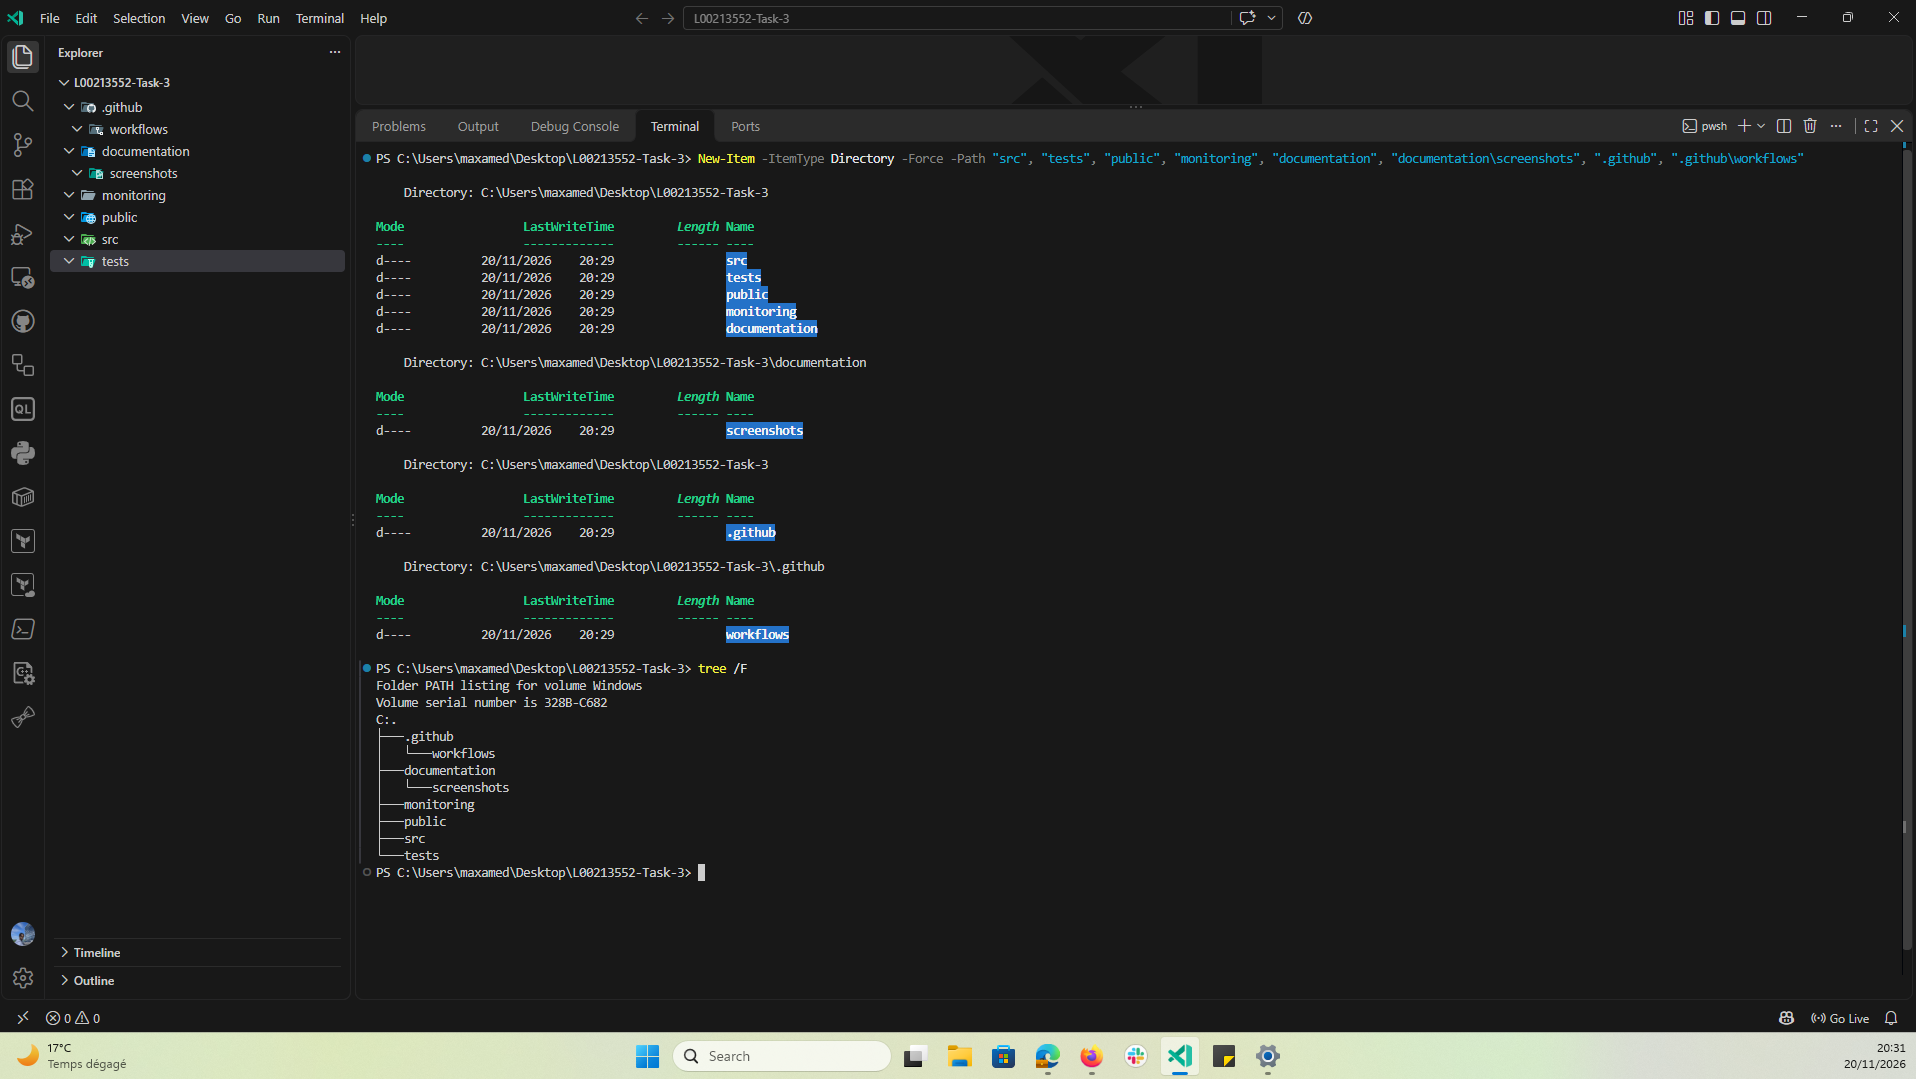 File Edit Selection View Go Run Terminal Help
L00213552-Task-3
Explorer
L00213552-Task-3
.github
workflows
documentation
screenshots
monitoring
public
src
tests
Timeline
Outline
Problems Output Debug Console Terminal Ports
pwsh
PS C:\Users\maxamed\Desktop\L00213552-Task-3> New-Item -ItemType Directory -Force -Path "src", "tests", "public", "monitoring", "documentation", "documentation\screenshots", ".github", ".github\workflows"
Directory: C:\Users\maxamed\Desktop\L00213552-Task-3
Mode LastWriteTime Length Name
---- ------------- ------ ----
d---- 20/11/2026 20:29 src
d---- 20/11/2026 20:29 tests
d---- 20/11/2026 20:29 public
d---- 20/11/2026 20:29 monitoring
d---- 20/11/2026 20:29 documentation
Directory: C:\Users\maxamed\Desktop\L00213552-Task-3\documentation
Mode LastWriteTime Length Name
---- ------------- ------ ----
d---- 20/11/2026 20:29 screenshots
Directory: C:\Users\maxamed\Desktop\L00213552-Task-3
Mode LastWriteTime Length Name
---- ------------- ------ ----
d---- 20/11/2026 20:29 .github
Directory: C:\Users\maxamed\Desktop\L00213552-Task-3\.github
Mode LastWriteTime Length Name
---- ------------- ------ ----
d---- 20/11/2026 20:29 workflows
PS C:\Users\maxamed\Desktop\L00213552-Task-3> tree /F
Folder PATH listing for volume Windows
Volume serial number is 328B-C682
C:.
├───.github
│   └───workflows
├───documentation
│   └───screenshots
├───monitoring
├───public
├───src
└───tests
PS C:\Users\maxamed\Desktop\L00213552-Task-3>
QL
0 0
Go Live
17°C
Temps dégagé
Search
20:31
20/11/2026